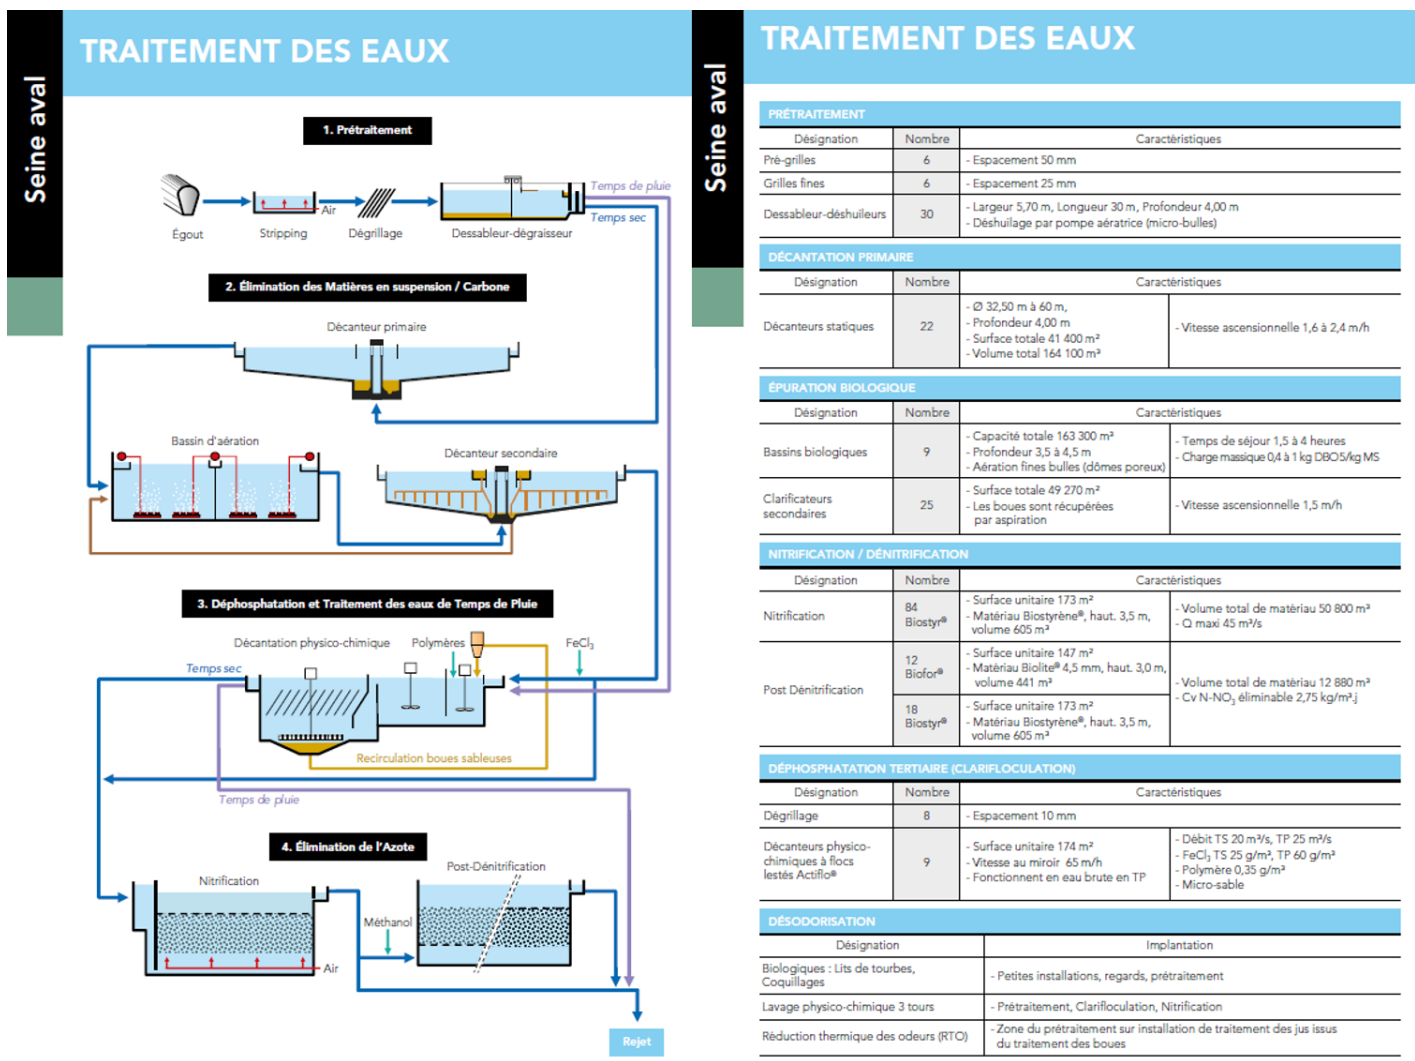 Seine aval
TRAITEMENT DES EAUX
1. Prétraitement
Temps de pluie
Temps sec
Air
Égout
Stripping
Dégrillage
Dessableur-dégraisseur
2. Élimination des Matières en suspension / Carbone
Décanteur primaire
Bassin d'aération
Décanteur secondaire
3. Déphosphatation et Traitement des eaux de Temps de Pluie
Décantation physico-chimique
Polymères
FeCl₃
Temps sec
Recirculation boues sableuses
Temps de pluie
4. Élimination de l'Azote
Post-Dénitrification
Nitrification
Méthanol
Air
Rejet
Seine aval
TRAITEMENT DES EAUX
PRÉTRAITEMENT
Désignation Nombre Caractéristiques
Pré-grilles 6 - Espacement 50 mm
Grilles fines 6 - Espacement 25 mm
Dessableur-déshuileurs 30 - Largeur 5,70 m, Longueur 30 m, Profondeur 4,00 m
- Déshuilage par pompe aératrice (micro-bulles)
DÉCANTATION PRIMAIRE
Désignation Nombre Caractéristiques
Décanteurs statiques 22 - Ø 32,50 m à 60 m,
- Profondeur 4,00 m
- Surface totale 41 400 m²
- Volume total 164 100 m³
- Vitesse ascensionnelle 1,6 à 2,4 m/h
ÉPURATION BIOLOGIQUE
Désignation Nombre Caractéristiques
Bassins biologiques 9 - Capacité totale 163 300 m³
- Profondeur 3,5 à 4,5 m
- Aération fines bulles (dômes poreux)
- Temps de séjour 1,5 à 4 heures
- Charge massique 0,4 à 1 kg DBO5/kg MS
Clarificateurs
secondaires
25
- Surface totale 49 270 m²
- Les boues sont récupérées
par aspiration
- Vitesse ascensionnelle 1,5 m/h
NITRIFICATION / DÉNITRIFICATION
Désignation Nombre Caractéristiques
Nitrification
84
Biostyr®
- Surface unitaire 173 m²
- Matériau Biostyrène®, haut. 3,5 m,
volume 605 m³
- Volume total de matériau 50 800 m³
- Q maxi 45 m³/s
Post Dénitrification
12
Biofor®
- Surface unitaire 147 m²
- Matériau Biolite® 4,5 mm, haut. 3,0 m,
volume 441 m³
18
Biostyr®
- Surface unitaire 173 m²
- Matériau Biostyrène®, haut. 3,5 m,
volume 605 m³
- Volume total de matériau 12 880 m³
- Cv N-NO₃ éliminable 2,75 kg/m³.j
DÉPHOSPHATATION TERTIAIRE (CLARIFLOCULATION)
Désignation Nombre Caractéristiques
Dégrillage 8 - Espacement 10 mm
Décanteurs physico-
chimiques à flocs
lestés Actiflo®
9
- Surface unitaire 174 m²
- Vitesse au miroir 65 m/h
- Fonctionnent en eau brute en TP
- Débit TS 20 m³/s, TP 25 m³/s
- FeCl₃ TS 25 g/m³, TP 60 g/m³
- Polymère 0,35 g/m³
- Micro-sable
DÉSODORISATION
Désignation Implantation
Biologiques : Lits de tourbes,
Coquillages
- Petites installations, regards, prétraitement
Lavage physico-chimique 3 tours - Prétraitement, Clarifloculation, Nitrification
Réduction thermique des odeurs (RTO) - Zone du prétraitement sur installation de traitement des jus issus
du traitement des boues